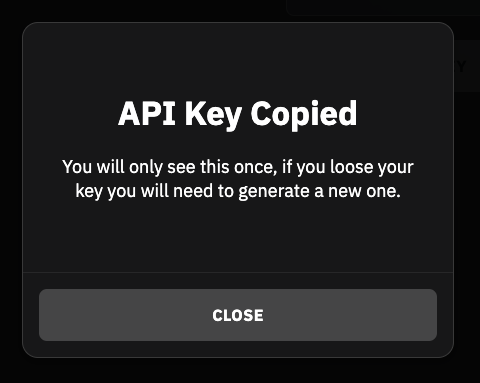 API Key Copied
You will only see this once, if you loose your
key you will need to generate a new one.
CLOSE